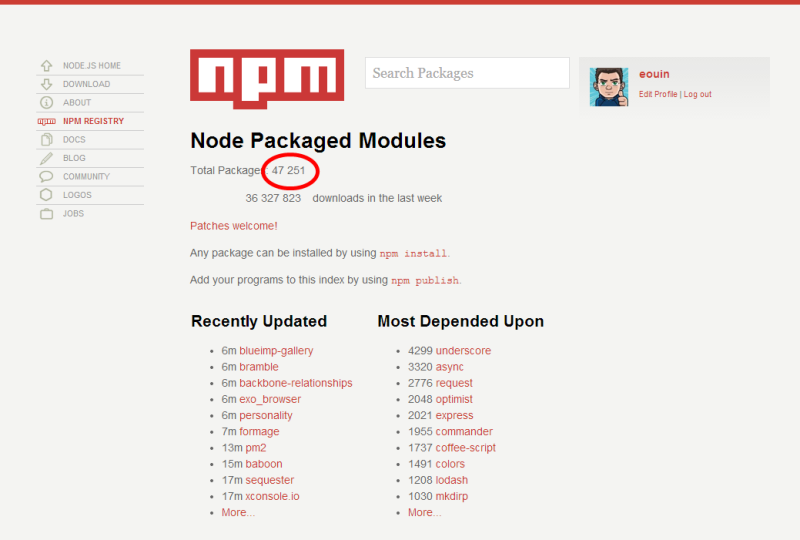 NODE.JS HOME
DOWNLOAD
ABOUT
npm NPM REGISTRY
DOCS
BLOG
COMMUNITY
LOGOS
JOBS
npm
Search Packages
eouin
Edit Profile | Log out
Node Packaged Modules
Total Packages: 47 251
36 327 823 downloads in the last week
Patches welcome!
Any package can be installed by using npm install.
Add your programs to this index by using npm publish.
Recently Updated
6m blueimp-gallery
6m bramble
6m backbone-relationships
6m exo_browser
6m personality
7m formage
13m pm2
15m baboon
17m sequester
17m xconsole.io
More...
Most Depended Upon
4299 underscore
3320 async
2776 request
2048 optimist
2021 express
1955 commander
1737 coffee-script
1491 colors
1208 lodash
1030 mkdirp
More...